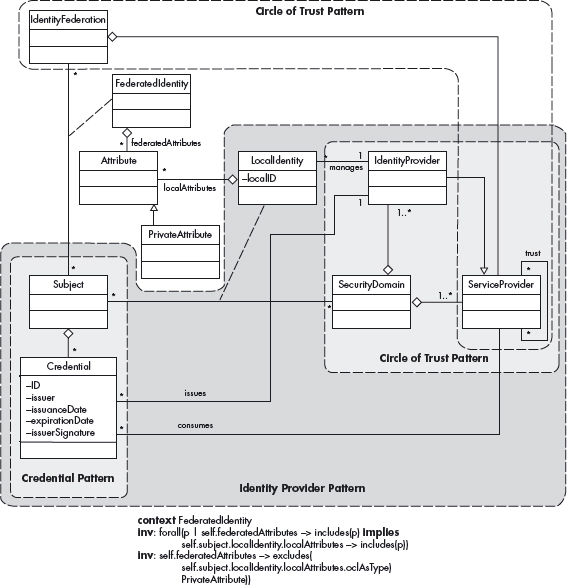 Circle of Trust Pattern
IdentityFederation
*
FederatedIdentity
* federatedAttributes
Attribute
*
localAttributes
LocalIdentity
–localID
* 1
manages
IdentityProvider
1
1..*
PrivateAttribute
trust
*
*
Subject
*
*
SecurityDomain
1..*
ServiceProvider
*
*
Circle of Trust Pattern
Credential
–ID
–issuer
–issuanceDate
–expirationDate
–issuerSignature
* issues
* consumes
Credential Pattern
Identity Provider Pattern
context FederatedIdentity
inv: forall(p | self.federatedAttributes –> includes(p) implies
self.subject.localIdentity.localAttributes –> includes(p))
inv: self.federatedAttributes –> excludes(
self.subject.localIdentity.localAttributes.oclAsType)
PrivateAttribute))